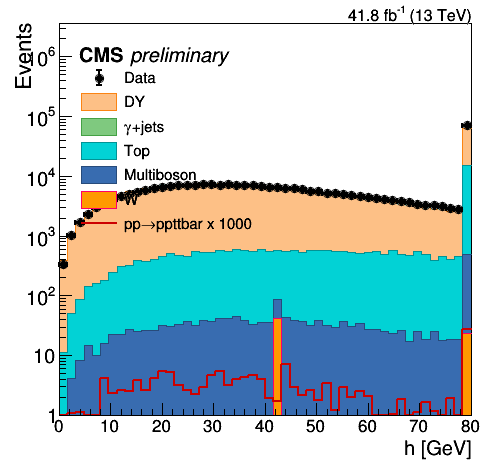 41.8 fb⁻¹ (13 TeV)
Events
CMS preliminary
Data
DY
γ+jets
Top
Multiboson
W
pp→ppttbar x 1000
10⁶
10⁵
10⁴
10³
10²
10
1
0 10 20 30 40 50 60 70 80
h [GeV]